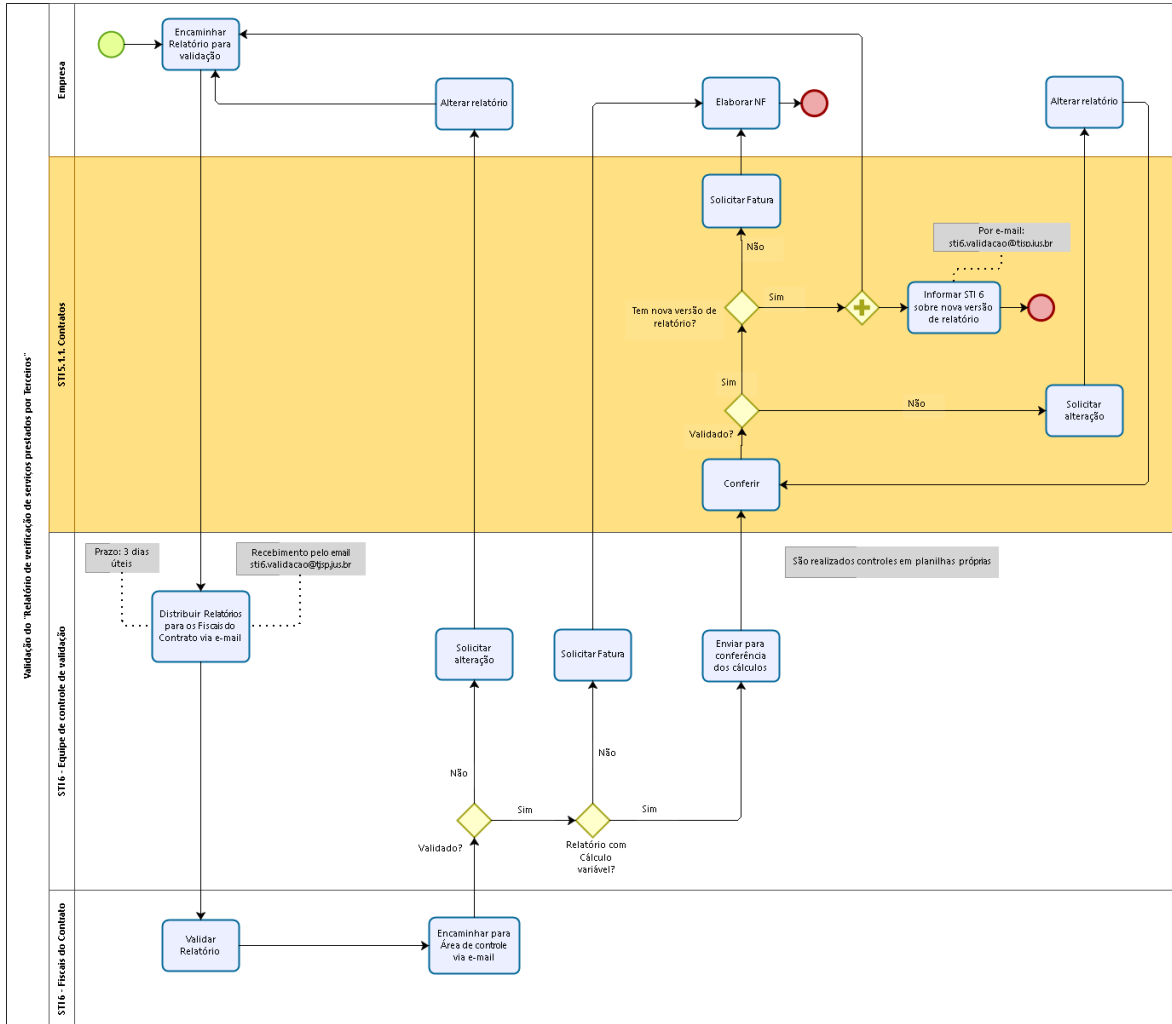 Validação do "Relatório de verificação de serviços prestados por Terceiros"
Empresa
Encaminhar
Relatório para
validação
Alterar relatório
Elaborar NF
Alterar relatório
STI5.1.1. Contratos
Solicitar Fatura
Não
Por e-mail:
sti6.validacao@tjsp.jus.br
Tem nova versão de
relatório?
Sim
Informar STI 6
sobre nova versão
de relatório
Sim
Não
Validado?
Solicitar
alteração
Conferir
STI6 - Equipe de controle de validação
Prazo: 3 dias
úteis
Recebimento pelo email
sti6.validacao@tjsp.jus.br
São realizados controles em planilhas próprias
Distribuir Relatórios
para os Fiscais do
Contrato via e-mail
Solicitar
alteração
Solicitar Fatura
Enviar para
conferência
dos cálculos
Não
Não
Sim
Sim
Validado?
Relatório com
Cálculo
variável?
STI6 - Fiscais do Contrato
Validar
Relatório
Encaminhar para
Área de controle
via e-mail